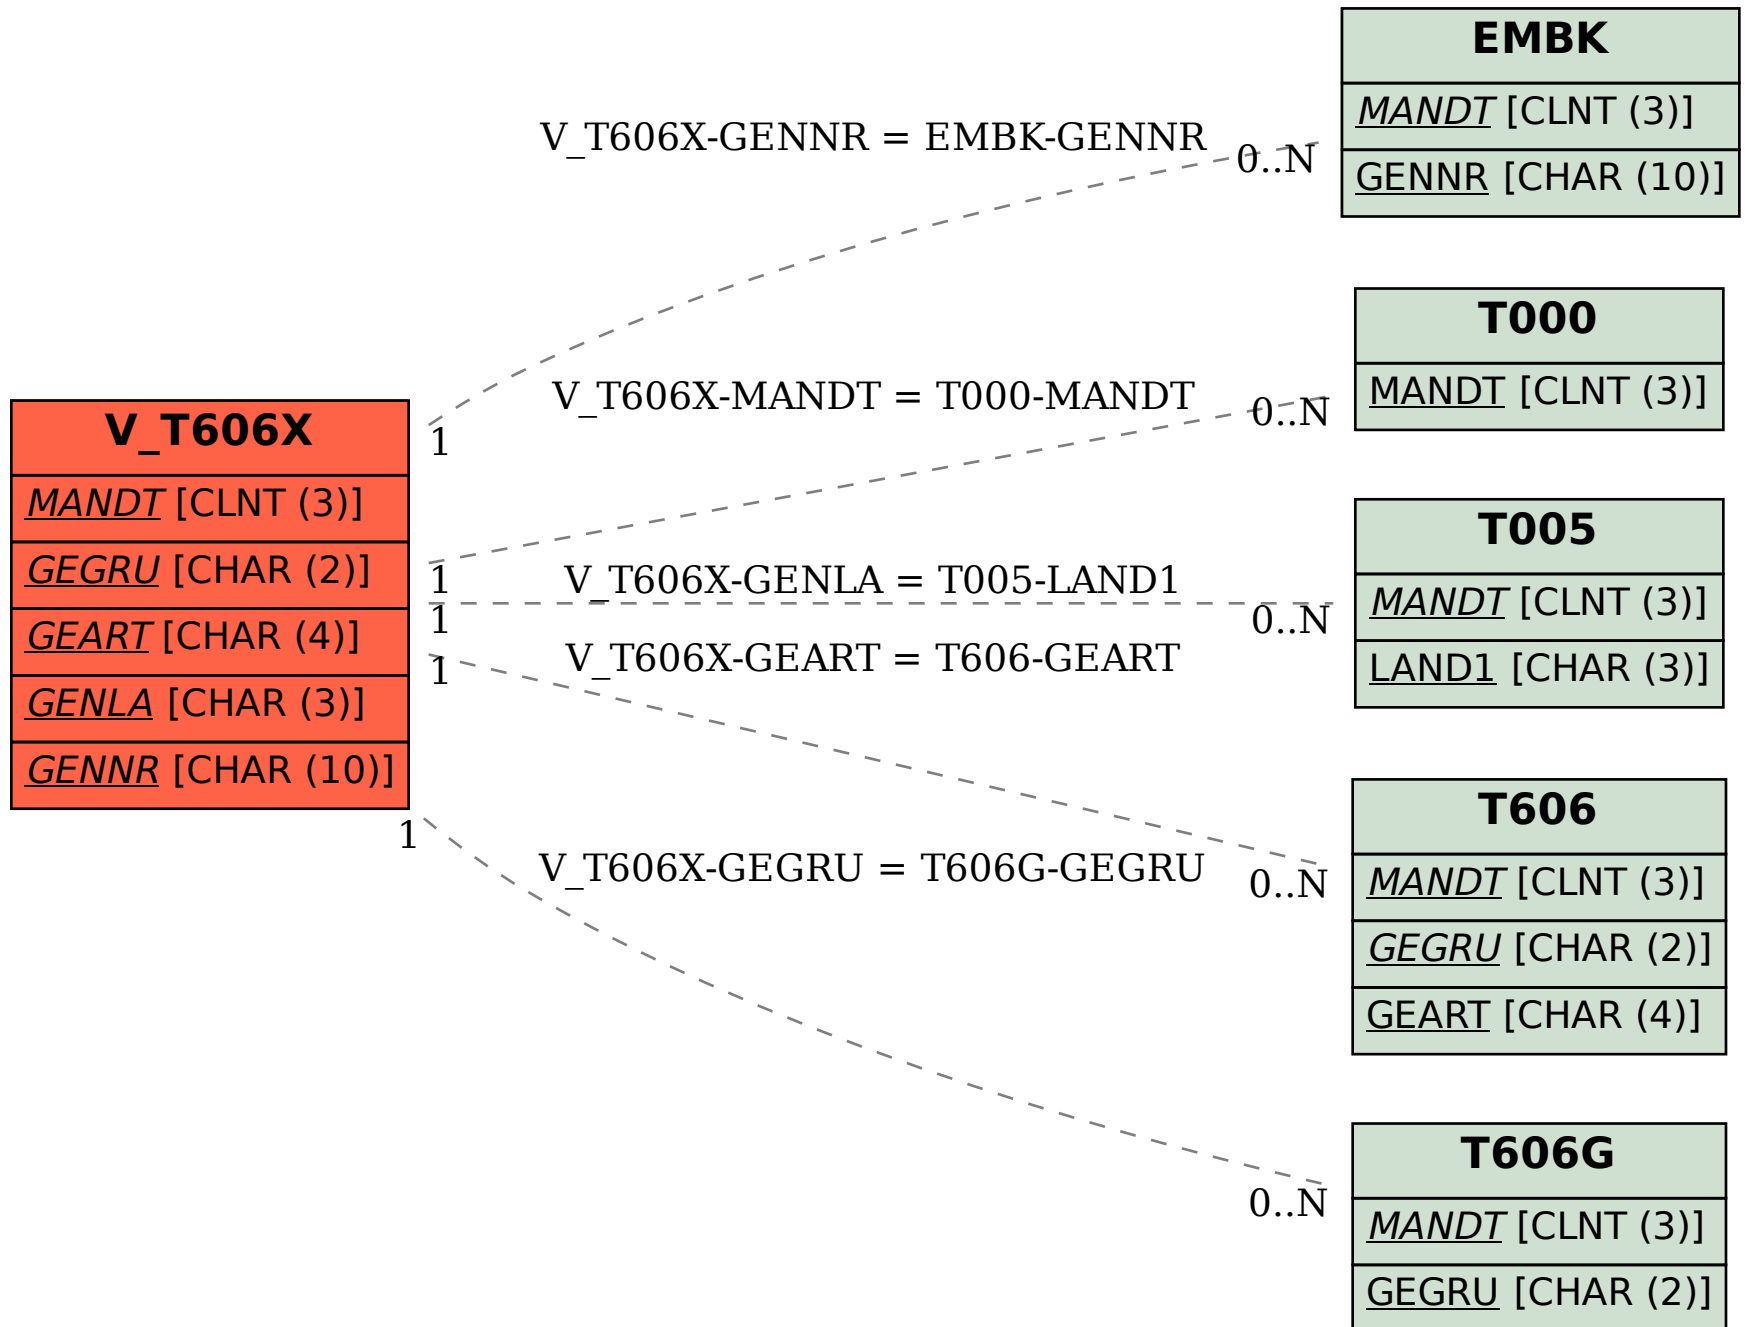 EMBK
MANDT [CLNT (3)]
GENNR [CHAR (10)]
V_T606X-GENNR = EMBK-GENNR
0..N
1
T000
MANDT [CLNT (3)]
V_T606X-MANDT = T000-MANDT
0..N
1
V_T606X
MANDT [CLNT (3)]
GEGRU [CHAR (2)]
GEART [CHAR (4)]
GENLA [CHAR (3)]
GENNR [CHAR (10)]
T005
MANDT [CLNT (3)]
LAND1 [CHAR (3)]
V_T606X-GENLA = T005-LAND1
0..N
1
V_T606X-GEART = T606-GEART
1
0..N
T606
MANDT [CLNT (3)]
GEGRU [CHAR (2)]
GEART [CHAR (4)]
1
V_T606X-GEGRU = T606G-GEGRU
0..N
T606G
MANDT [CLNT (3)]
GEGRU [CHAR (2)]